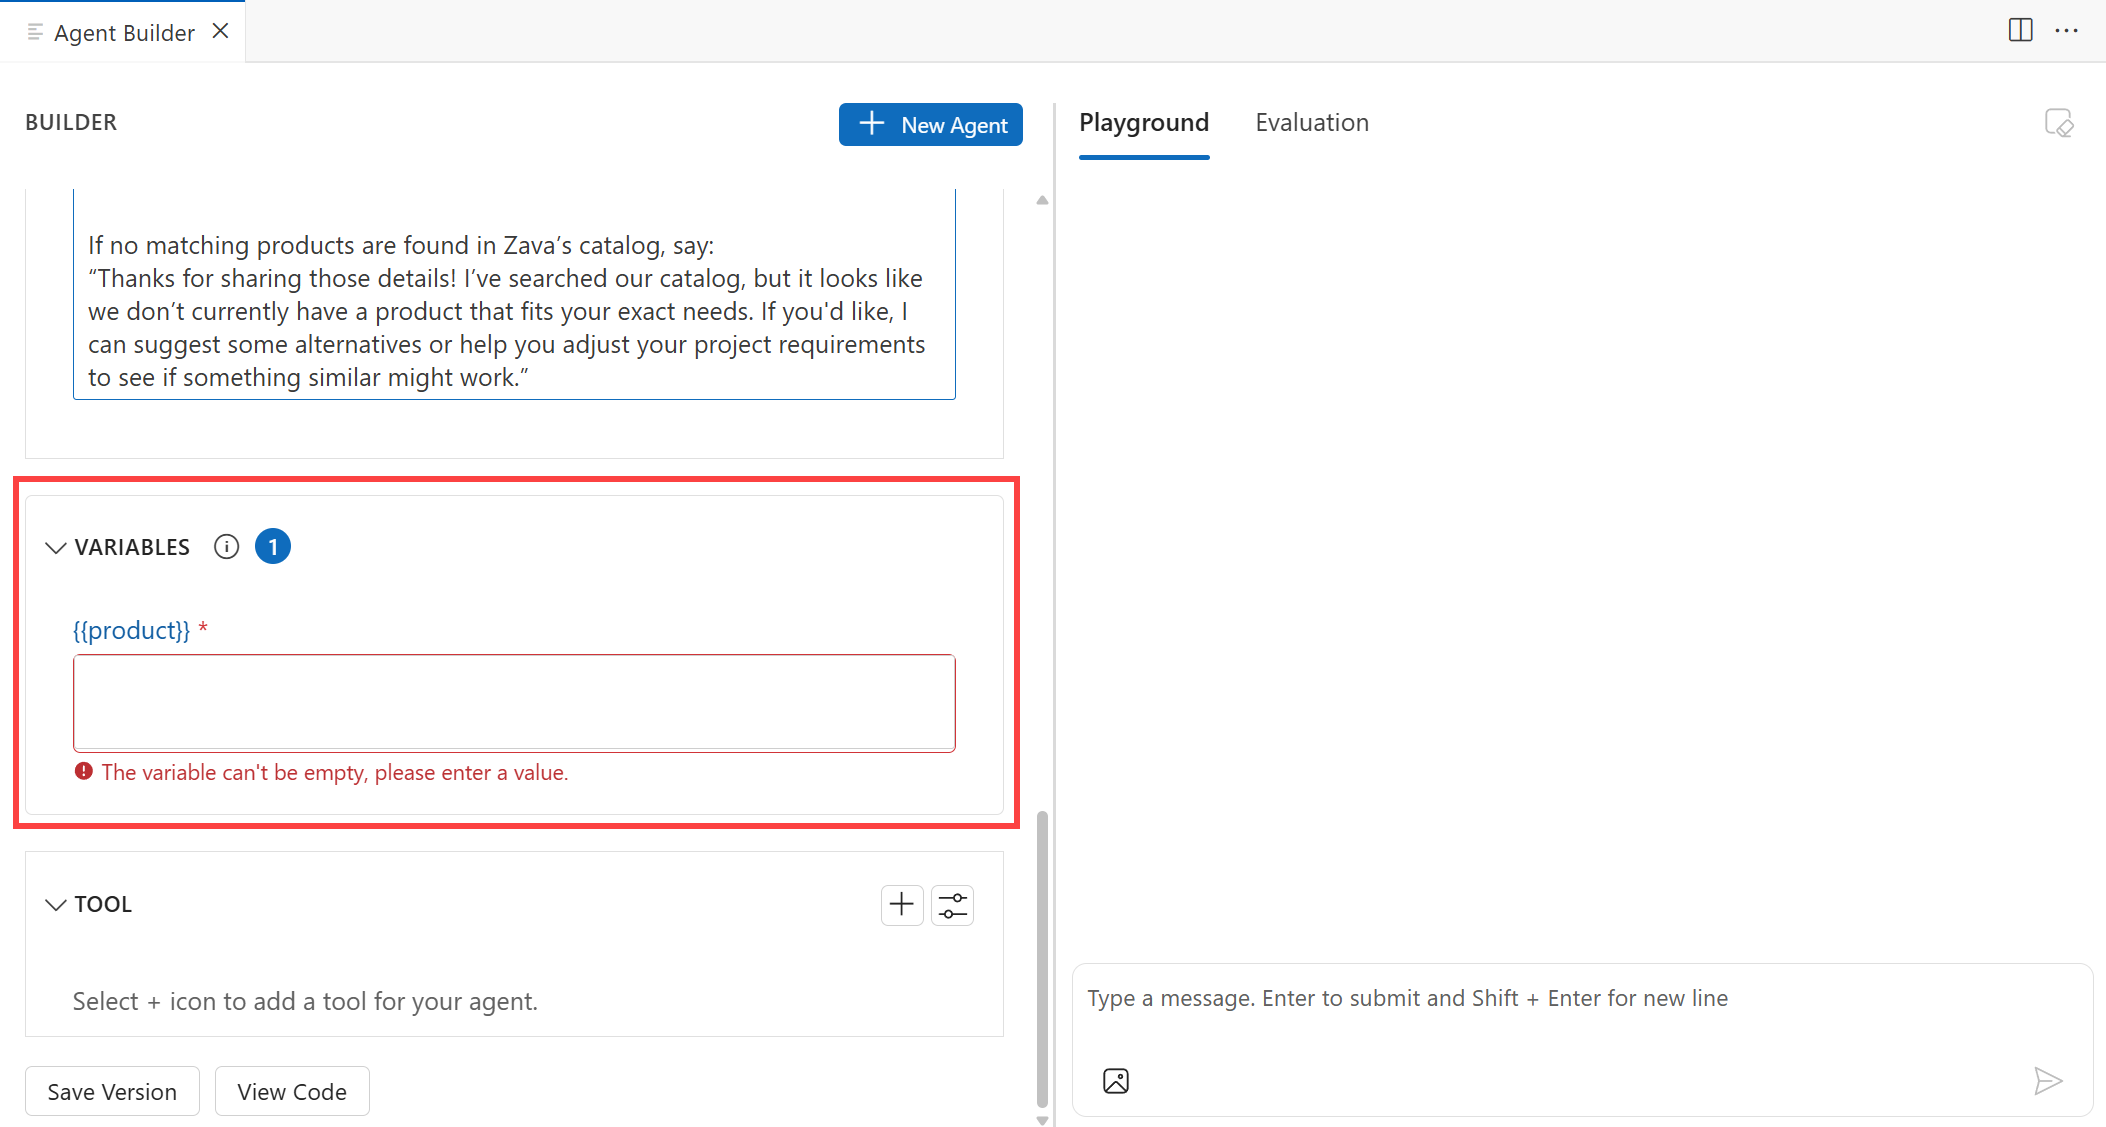 Agent Builder
BUILDER
New Agent
If no matching products are found in Zava’s catalog, say:
“Thanks for sharing those details! I’ve searched our catalog, but it looks like
we don’t currently have a product that fits your exact needs. If you'd like, I
can suggest some alternatives or help you adjust your project requirements
to see if something similar might work.”
VARIABLES 1
{{product}} *
The variable can't be empty, please enter a value.
TOOL
Select + icon to add a tool for your agent.
Save Version
View Code
Playground
Evaluation
Type a message. Enter to submit and Shift + Enter for new line